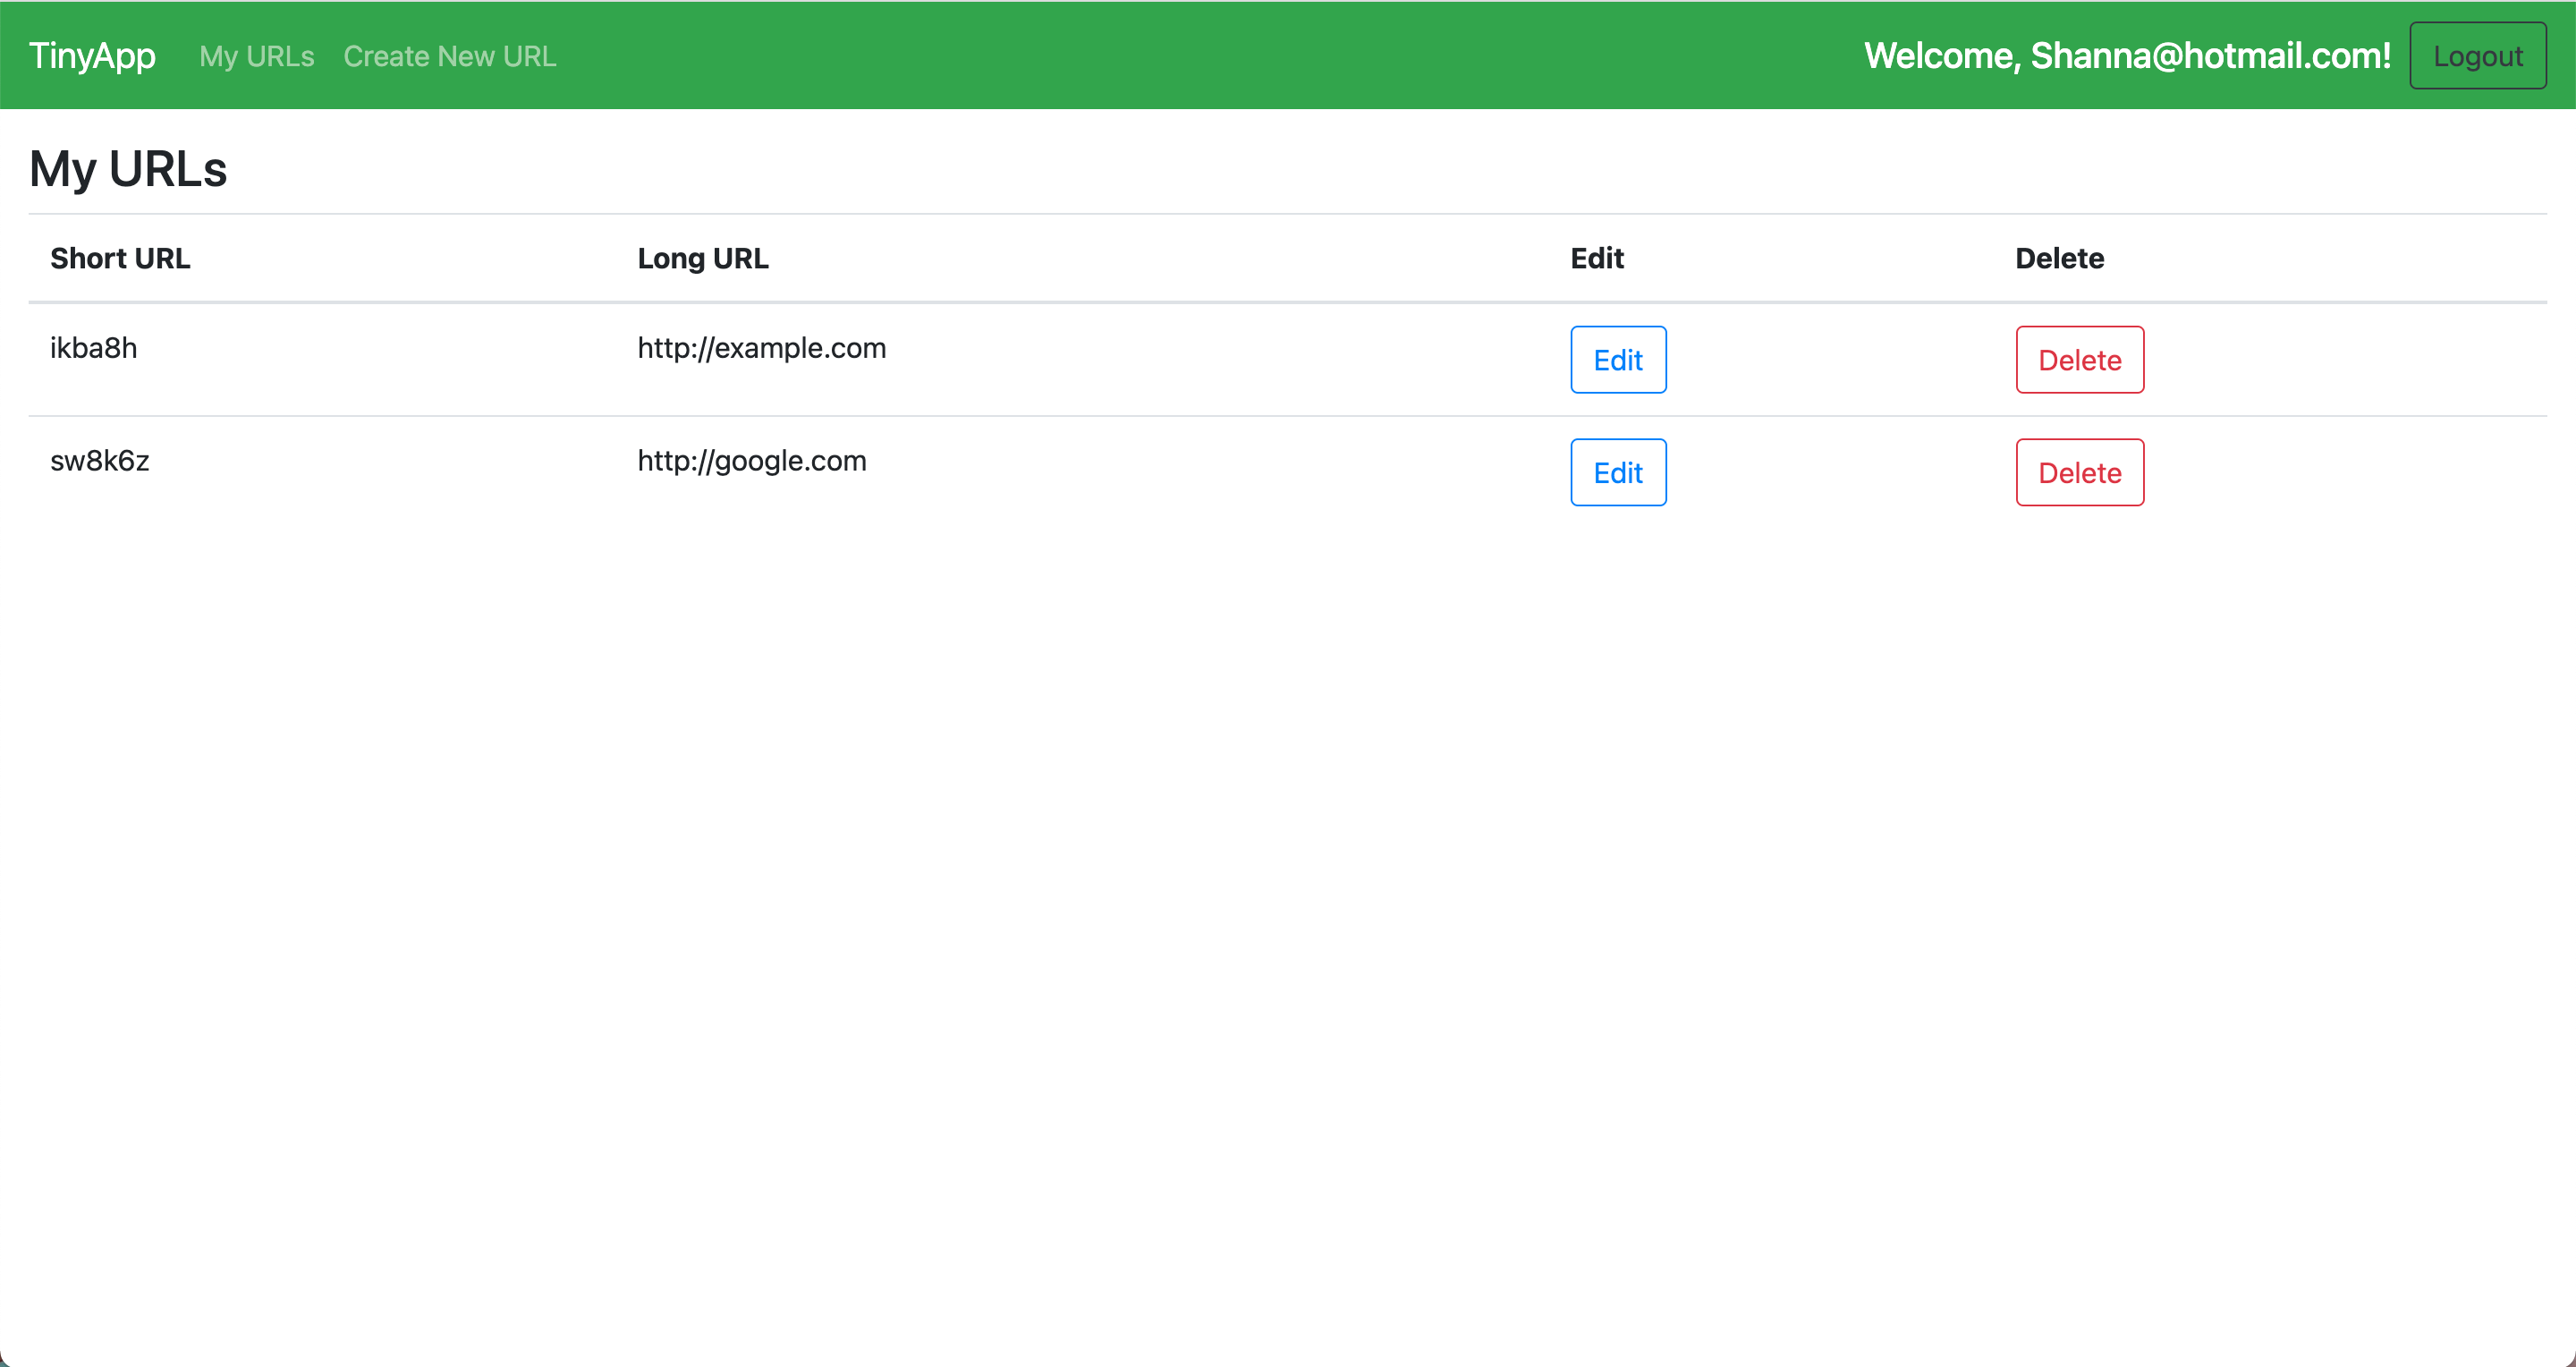 TinyApp My URLs Create New URL Welcome, Shanna@hotmail.com! Logout
My URLs
Short URL Long URL Edit Delete
ikba8h http://example.com Edit Delete
sw8k6z http://google.com Edit Delete